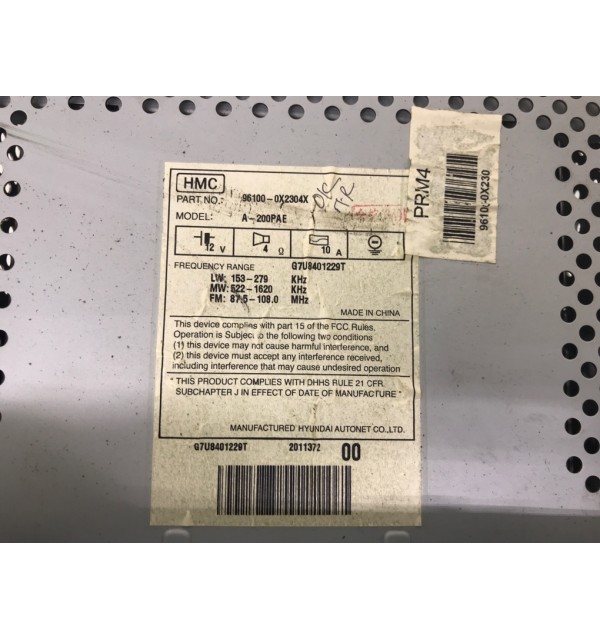 HMC
PART NO.: 96100-0X2304X
MODEL: A-200PAE
O/C
T-R
PRM4
96100-0X230
12 V
4 Ω
10 A
FREQUENCY RANGE G7U8401229T
LW: 153-279 KHz
MW: 522-1620 KHz
FM: 87.5-108.0 MHz
MADE IN CHINA
This device complies with part 15 of the FCC Rules.
Operation is Subject to the following two conditions
(1) this device may not cause harmful interference, and
(2) this device must accept any interference received,
including interference that may cause undesired operation
" THIS PRODUCT COMPLIES WITH DHHS RULE 21 CFR.
SUBCHAPTER J IN EFFECT OF DATE OF MANUFACTURE "
MANUFACTURED HYUNDAI AUTONET CO.,LTD.
G7U8401229T 2011372 00